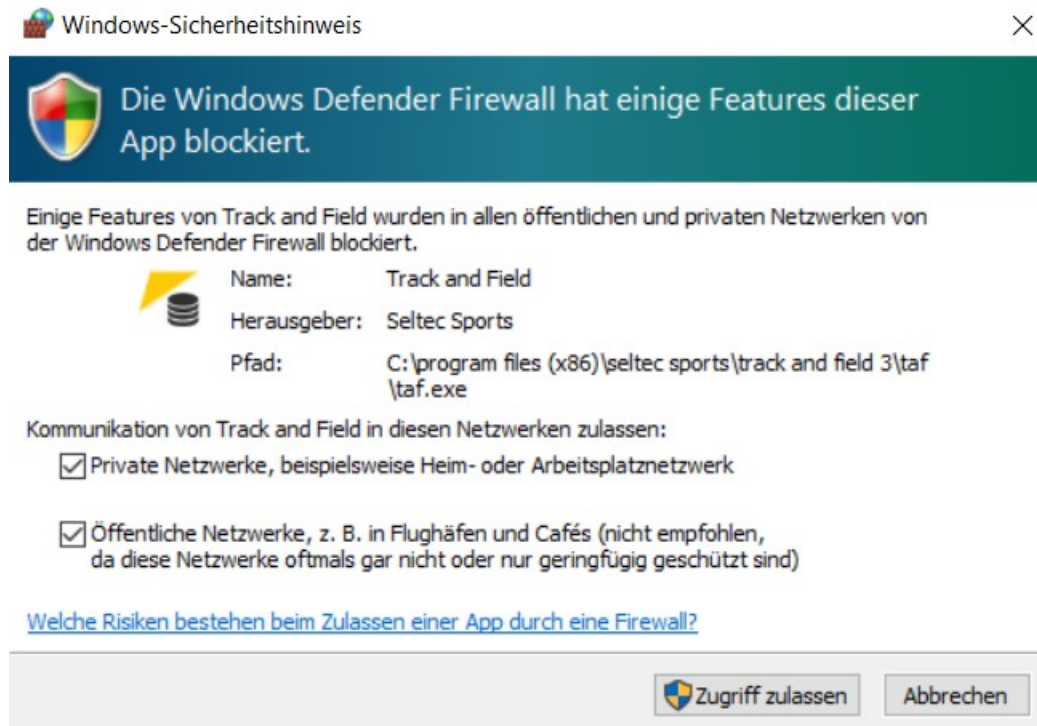 Windows-Sicherheitshinweis
Die Windows Defender Firewall hat einige Features dieser
App blockiert.
Einige Features von Track and Field wurden in allen öffentlichen und privaten Netzwerken von
der Windows Defender Firewall blockiert.
Name: Track and Field
Herausgeber: Seltec Sports
Pfad: C:\program files (x86)\seltec sports\track and field 3\taf
\taf.exe
Kommunikation von Track and Field in diesen Netzwerken zulassen:
Private Netzwerke, beispielsweise Heim- oder Arbeitsplatznetzwerk
Öffentliche Netzwerke, z. B. in Flughäfen und Cafés (nicht empfohlen,
da diese Netzwerke oftmals gar nicht oder nur geringfügig geschützt sind)
Welche Risiken bestehen beim Zulassen einer App durch eine Firewall?
Zugriff zulassen Abbrechen